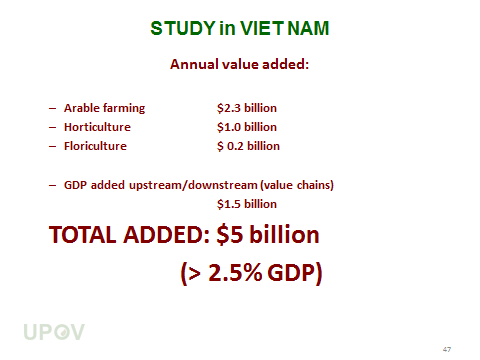 STUDY in VIET NAM
Annual value added:
– Arable farming $2.3 billion
– Horticulture $1.0 billion
– Floriculture $ 0.2 billion
– GDP added upstream/downstream (value chains)
$1.5 billion
TOTAL ADDED: $5 billion
(> 2.5% GDP)
UPOV
47